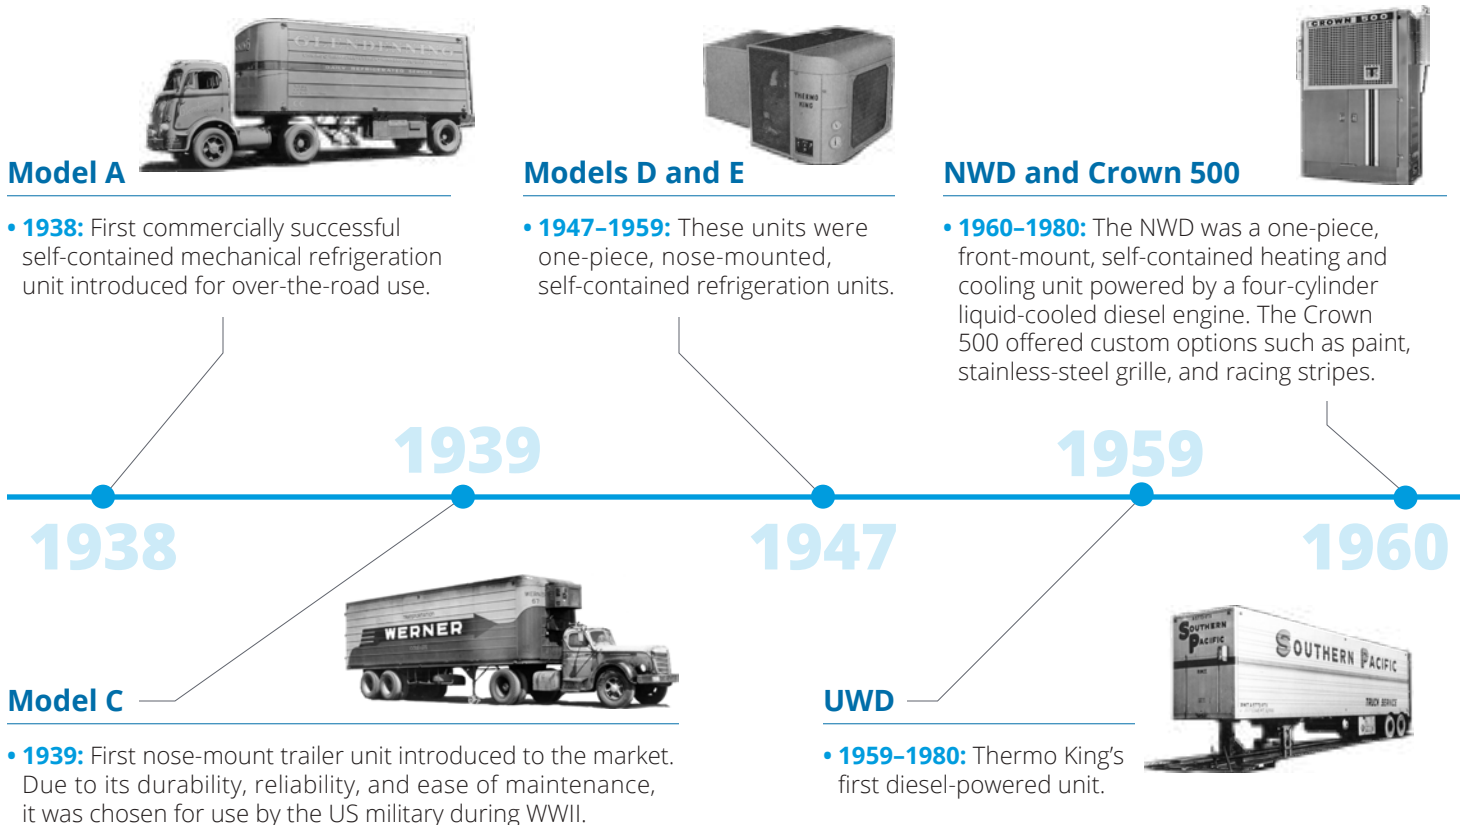 GLENDENNING
THERMO
KING
CROWN 500
Model A
• 1938: First commercially successful
self-contained mechanical refrigeration
unit introduced for over-the-road use.
Models D and E
• 1947–1959: These units were
one-piece, nose-mounted,
self-contained refrigeration units.
NWD and Crown 500
• 1960–1980: The NWD was a one-piece,
front-mount, self-contained heating and
cooling unit powered by a four-cylinder
liquid-cooled diesel engine. The Crown
500 offered custom options such as paint,
stainless-steel grille, and racing stripes.
1939
1959
1938
1947
1960
WERNER
SOUTHERN
PACIFIC
SOUTHERN PACIFIC
TRUCK SERVICE
Model C
• 1939: First nose-mount trailer unit introduced to the market.
Due to its durability, reliability, and ease of maintenance,
it was chosen for use by the US military during WWII.
UWD
• 1959–1980: Thermo King’s
first diesel-powered unit.